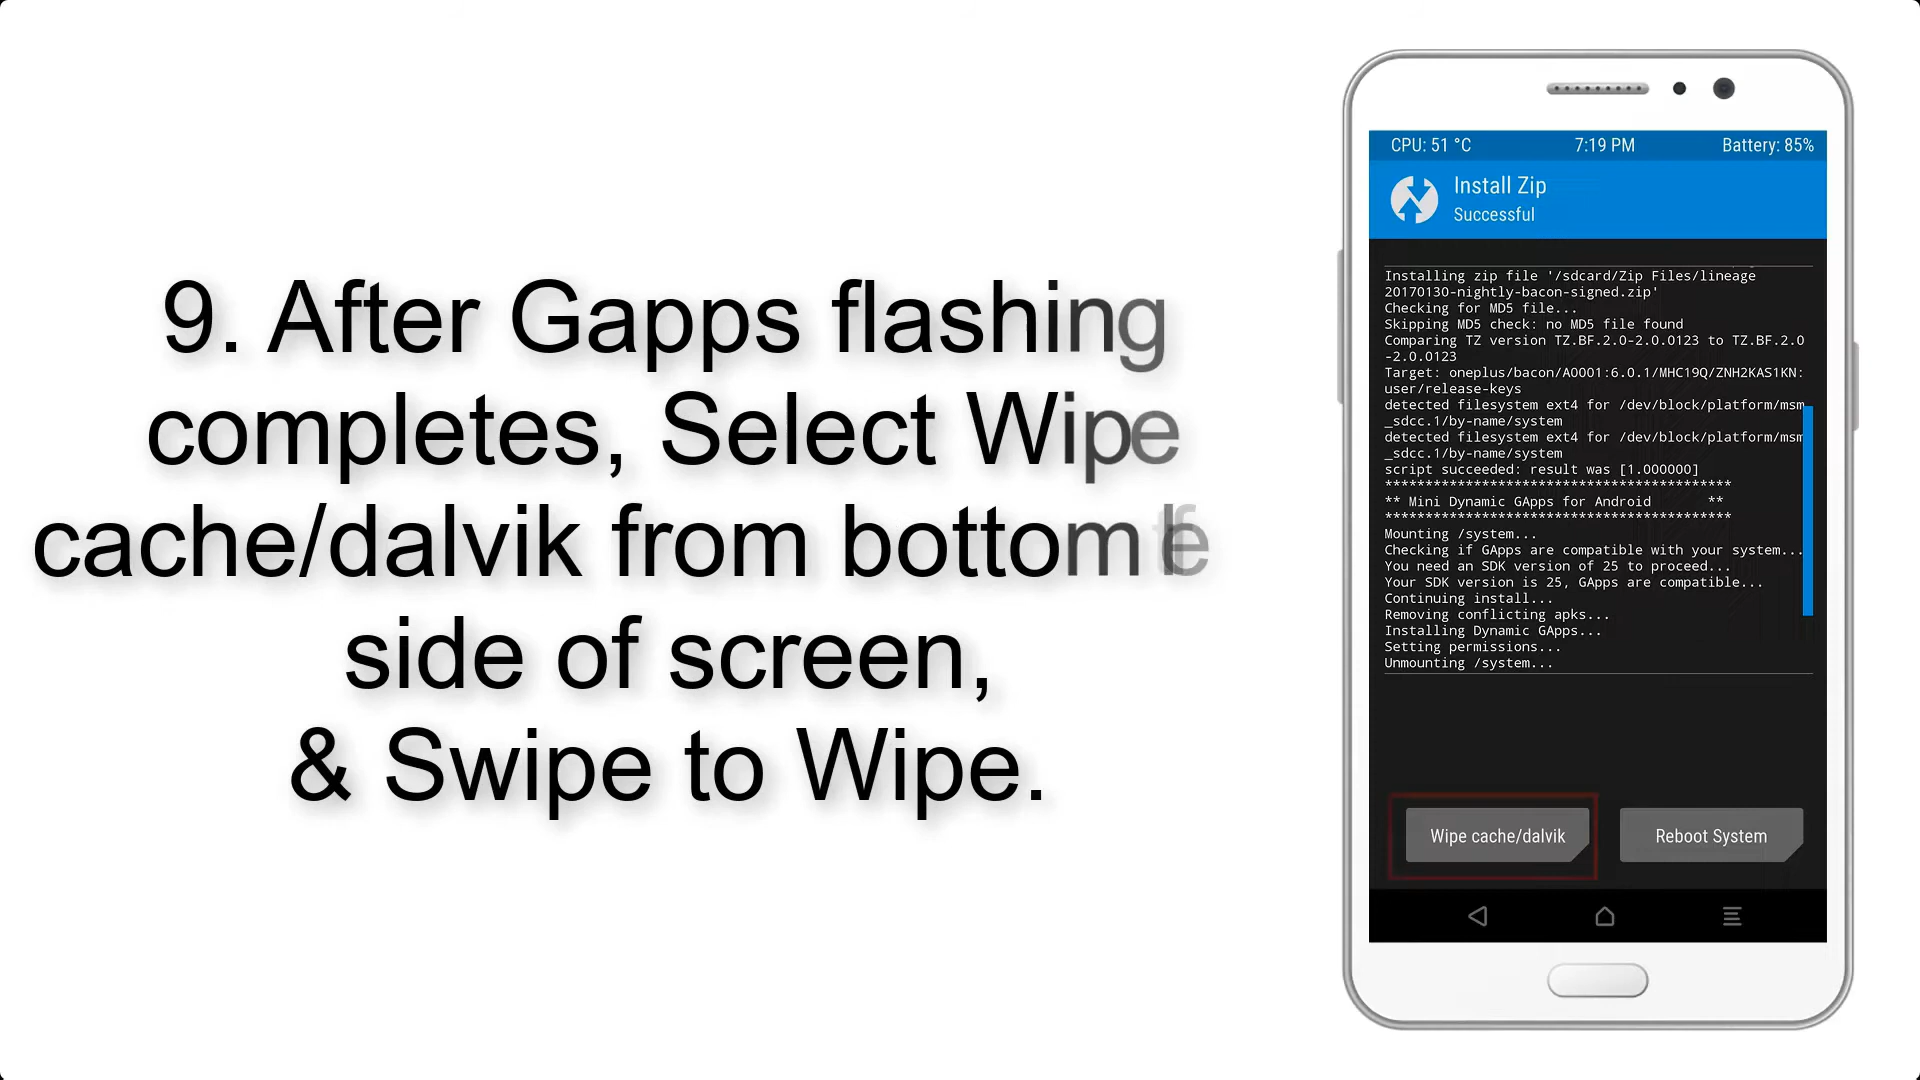 9. After Gapps flashing
completes, Select Wipe
cache/dalvik from bottom
side of screen,
& Swipe to Wipe.
CPU: 51 °C 7:19 PM Battery: 85%
Install Zip
Successful
Installing zip file '/sdcard/Zip Files/lineage
20170130-nightly-bacon-signed.zip'
Checking for MD5 file...
Skipping MD5 check: no MD5 file found
Comparing TZ version TZ.BF.2.0-2.0.0123 to TZ.BF.2.0
-2.0.0123
Target: oneplus/bacon/A0001:6.0.1/MHC19Q/ZNH2KAS1KN:
user/release-keys
detected filesystem ext4 for /dev/block/platform/msm
_sdcc.1/by-name/system
detected filesystem ext4 for /dev/block/platform/msm
_sdcc.1/by-name/system
script succeeded: result was [1.000000]
*******************************************
** Mini Dynamic GApps for Android **
*******************************************
Mounting /system...
Checking if GApps are compatible with your system...
You need an SDK version of 25 to proceed...
Your SDK version is 25, GApps are compatible...
Continuing install...
Removing conflicting apks...
Installing Dynamic GApps...
Setting permissions...
Unmounting /system...
Wipe cache/dalvik Reboot System